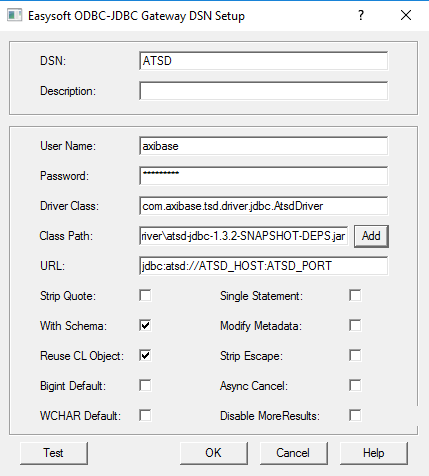 Easysoft ODBC-JDBC Gateway DSN Setup ?
DSN: ATSD
Description:
User Name: axibase
Password: *********
Driver Class: com.axibase.tsd.driver.jdbc.AtsdDriver
Class Path: river\atsd-jdbc-1.3.2-SNAPSHOT-DEPS.jar Add
URL: jdbc:atsd://ATSD_HOST:ATSD_PORT
Strip Quote: Single Statement:
With Schema: Modify Metadata:
Reuse CL Object: Strip Escape:
Bigint Default: Async Cancel:
WCHAR Default: Disable MoreResults:
Test OK Cancel Help